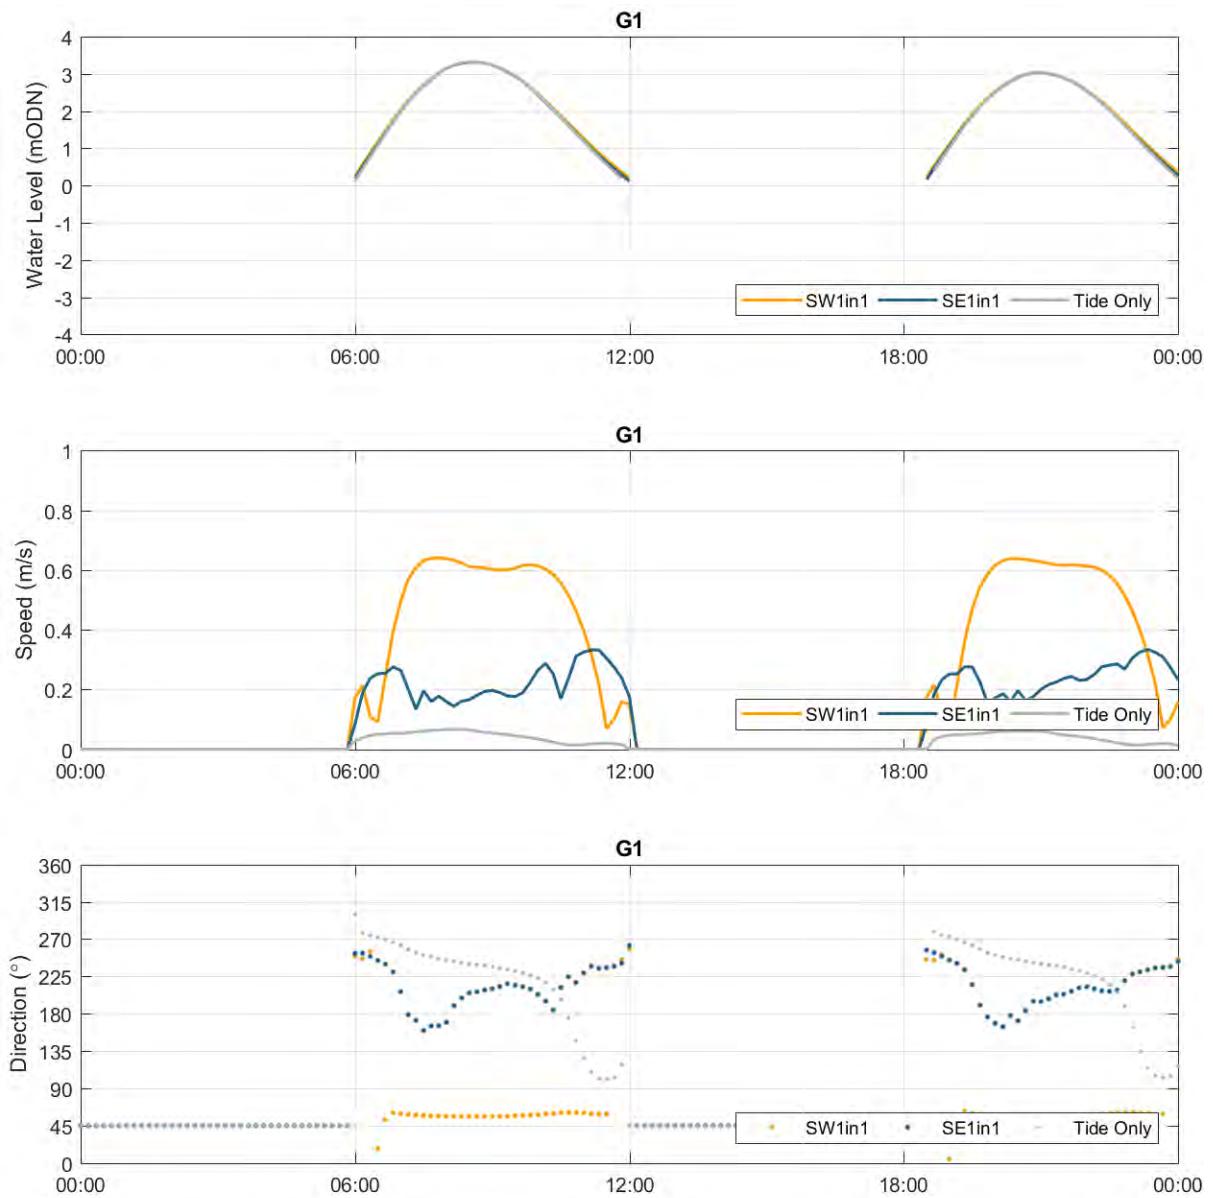 G1
4
3
2
1
0
-1
-2
-3
-4
Water Level (mODN)
SW1in1 SE1in1 Tide Only
00:00 06:00 12:00 18:00 00:00
G1
1
0.8
0.6
0.4
0.2
0
Speed (m/s)
SW1in1 SE1in1 Tide Only
00:00 06:00 12:00 18:00 00:00
G1
360
315
270
225
180
135
90
45
0
Direction (°)
SW1in1 SE1in1 Tide Only
00:00 06:00 12:00 18:00 00:00